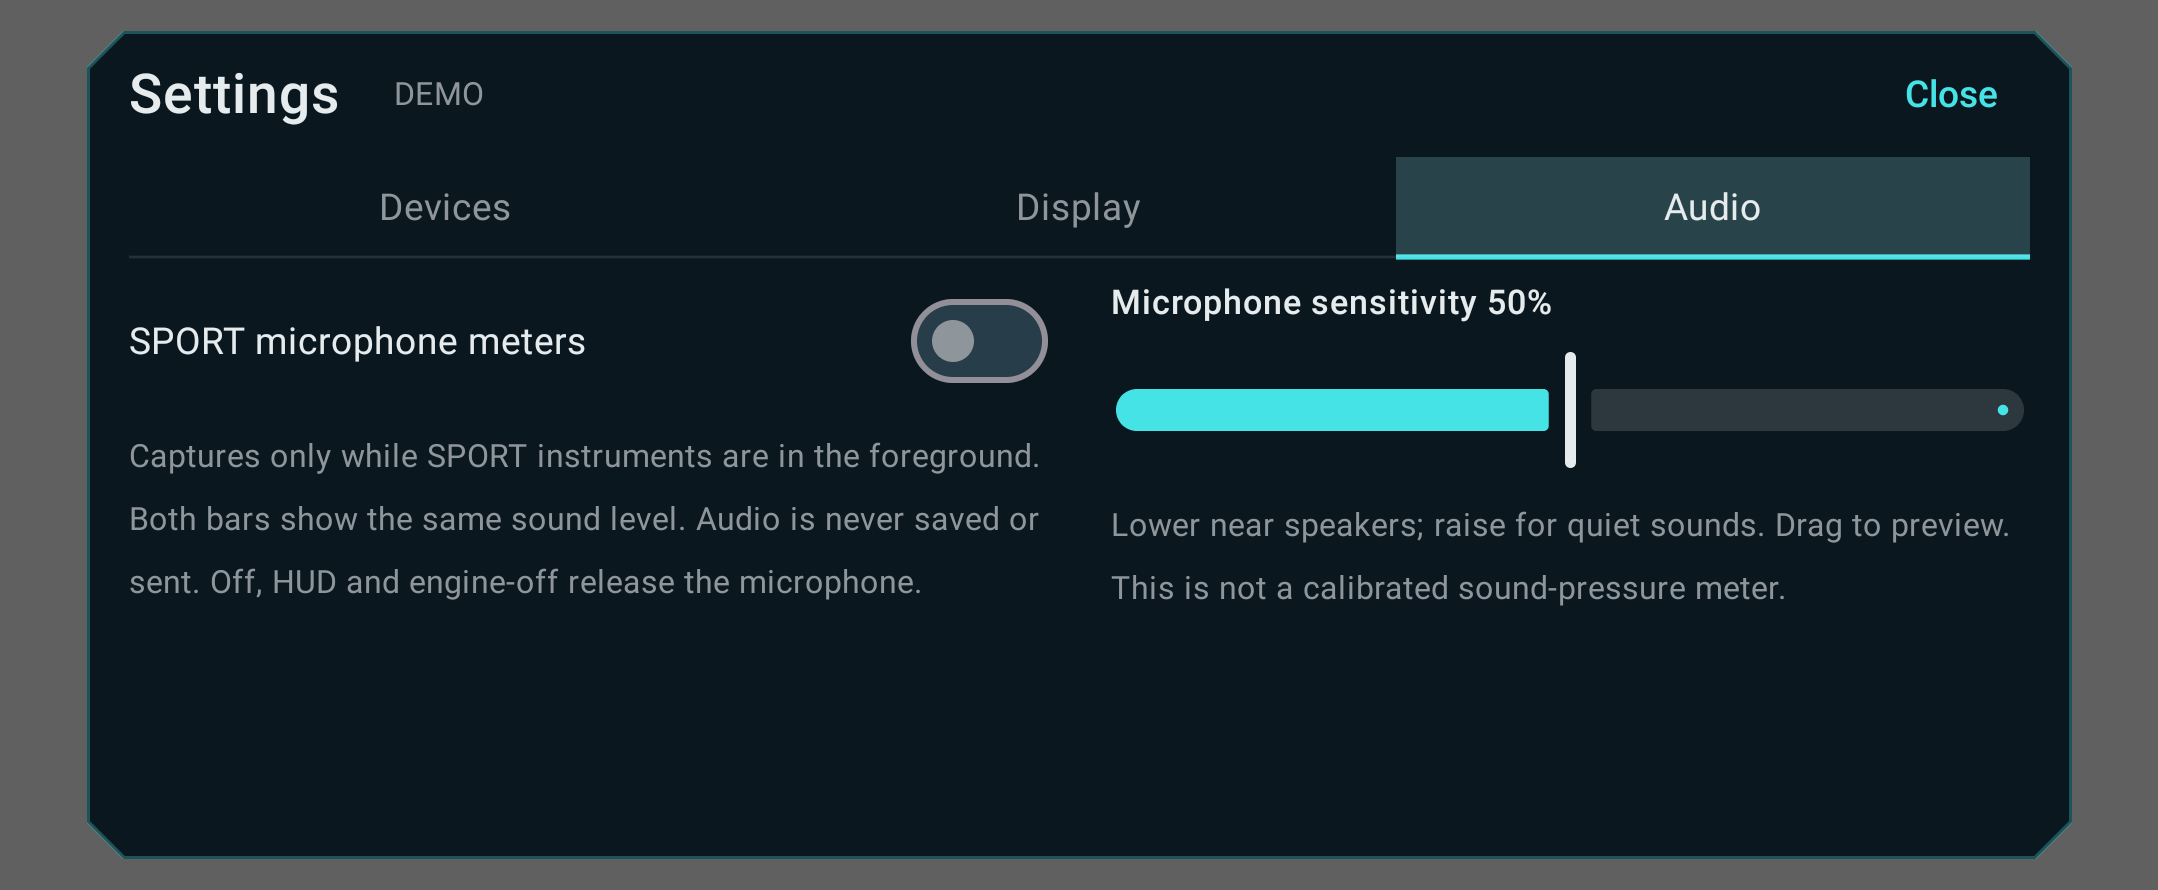 Settings DEMO Close
Devices Display Audio
SPORT microphone meters
Captures only while SPORT instruments are in the foreground.
Both bars show the same sound level. Audio is never saved or
sent. Off, HUD and engine-off release the microphone.
Microphone sensitivity 50%
Lower near speakers; raise for quiet sounds. Drag to preview.
This is not a calibrated sound-pressure meter.